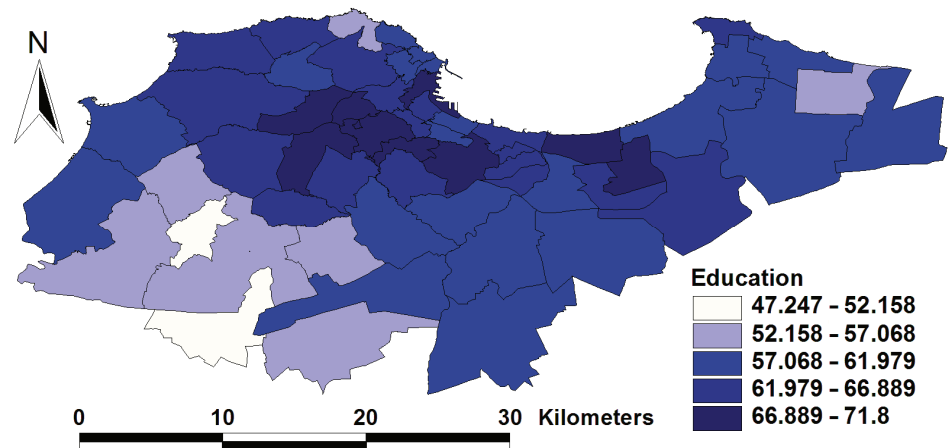 N
Education
47.247 - 52.158
52.158 - 57.068
57.068 - 61.979
61.979 - 66.889
66.889 - 71.8
0 10 20 30 Kilometers